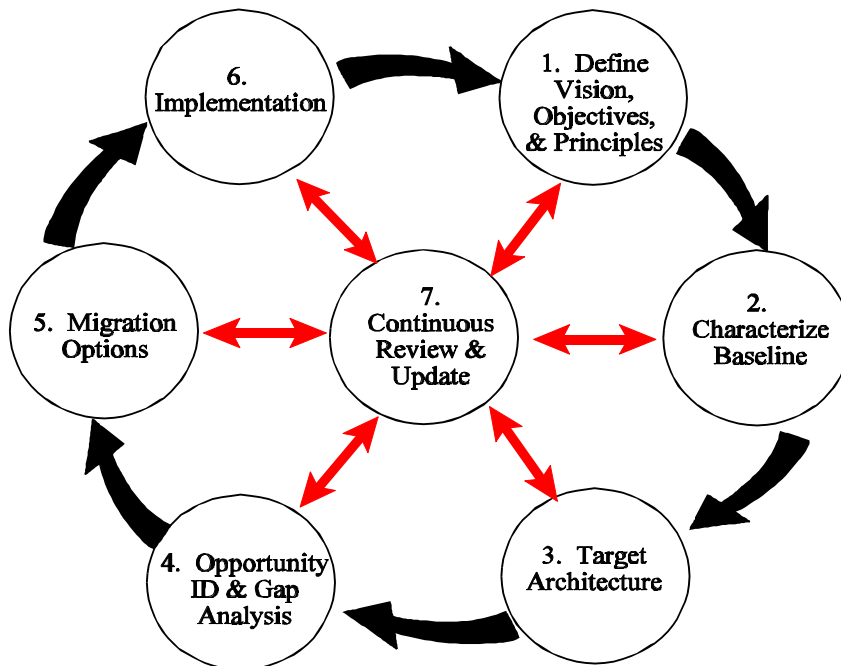 1. Define
Vision,
Objectives,
& Principles
2.
Characterize
Baseline
3. Target
Architecture
4. Opportunity
ID & Gap
Analysis
5. Migration
Options
6.
Implementation
7.
Continuous
Review &
Update